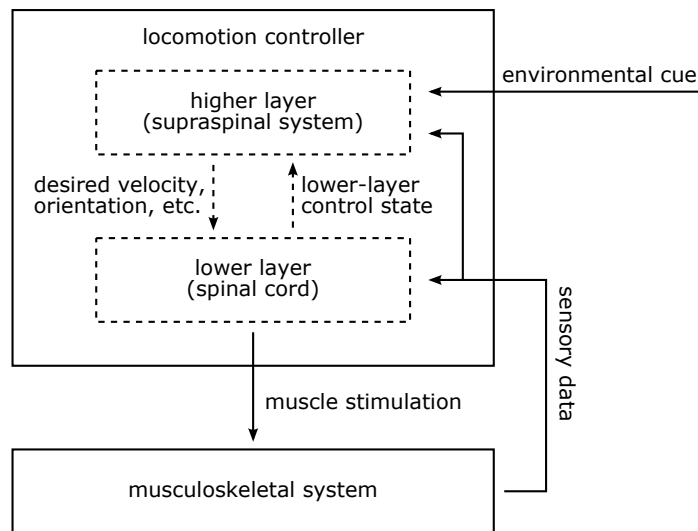 locomotion controller
environmental cue
higher layer
(supraspinal system)
desired velocity,
orientation, etc.
lower-layer
control state
lower layer
(spinal cord)
sensory data
muscle stimulation
musculoskeletal system